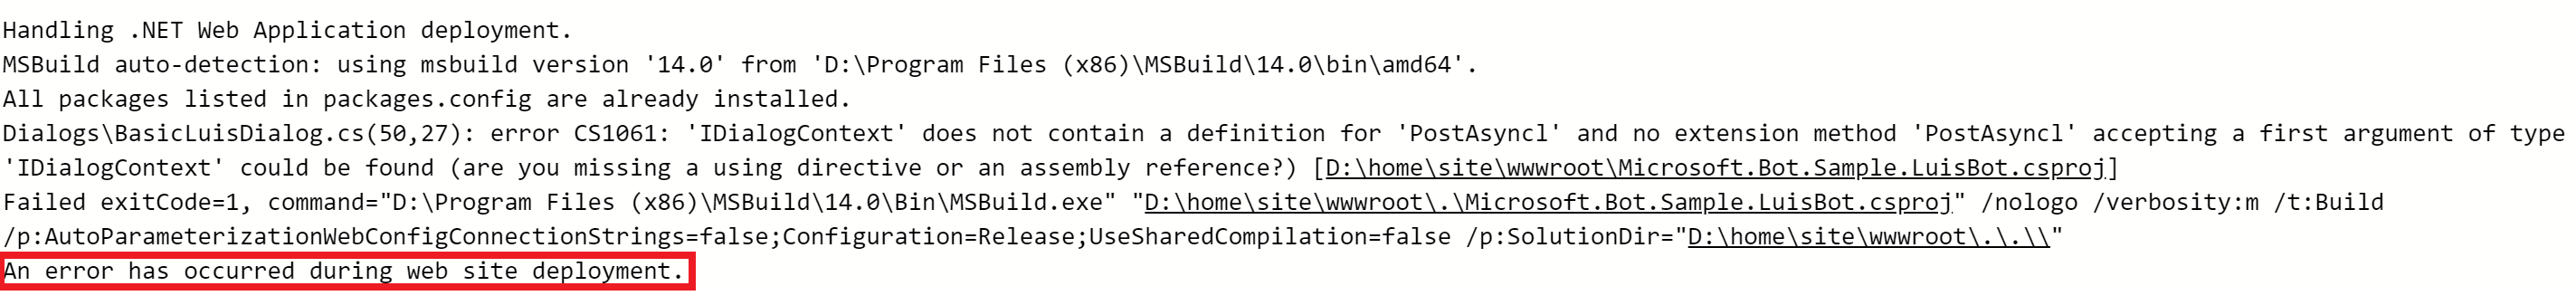 Handling .NET Web Application deployment.
MSBuild auto-detection: using msbuild version '14.0' from 'D:\Program Files (x86)\MSBuild\14.0\bin\amd64'.
All packages listed in packages.config are already installed.
Dialogs\BasicLuisDialog.cs(50,27): error CS1061: 'IDialogContext' does not contain a definition for 'PostAsyncl' and no extension method 'PostAsyncl' accepting a first argument of type
'IDialogContext' could be found (are you missing a using directive or an assembly reference?) [D:\home\site\wwwroot\Microsoft.Bot.Sample.LuisBot.csproj]
Failed exitCode=1, command="D:\Program Files (x86)\MSBuild\14.0\Bin\MSBuild.exe" "D:\home\site\wwwroot\.\Microsoft.Bot.Sample.LuisBot.csproj" /nologo /verbosity:m /t:Build
/p:AutoParameterizationWebConfigConnectionStrings=false;Configuration=Release;UseSharedCompilation=false /p:SolutionDir="D:\home\site\wwwroot\.\.\\"
An error has occurred during web site deployment.